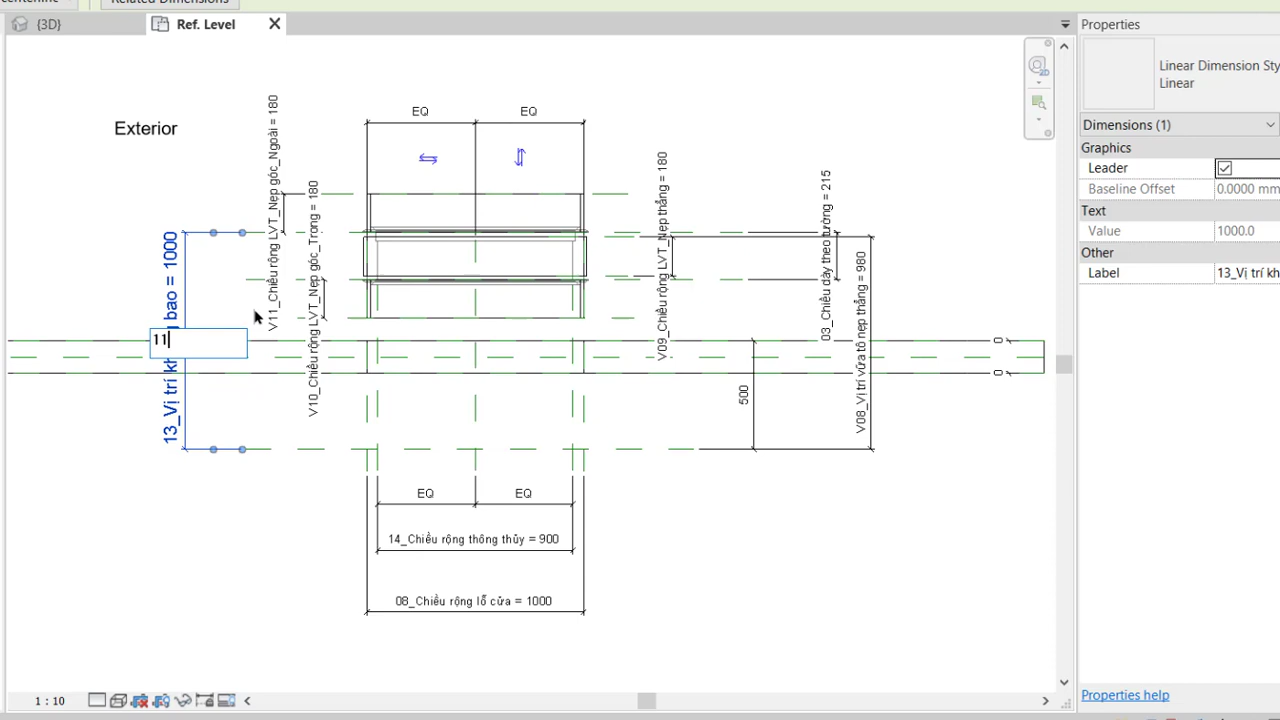 centerline
Related Dimensions
{3D}
Ref. Level
Properties
Linear Dimension Sty
Linear
Dimensions (1)
Graphics
Leader
Baseline Offset 0.0000 mm
Text
Value 1000.0
Other
Label 13_Vị trí kh
Properties help
Exterior
EQ EQ
V11_Chiều rộng LVT_Nẹp góc_Ngoài = 180
V10_Chiều rộng LVT_Nẹp góc_Trong = 180
13_Vị trí kh
bao = 1000
11
V09_Chiều rộng LVT_Nẹp thẳng = 180
03_Chiều dày theo tường = 215
V08_Vị trí vữa tô nẹp thẳng = 980
0
0
500
EQ EQ
14_Chiều rộng thông thủy = 900
08_Chiều rộng lỗ cửa = 1000
1 : 10